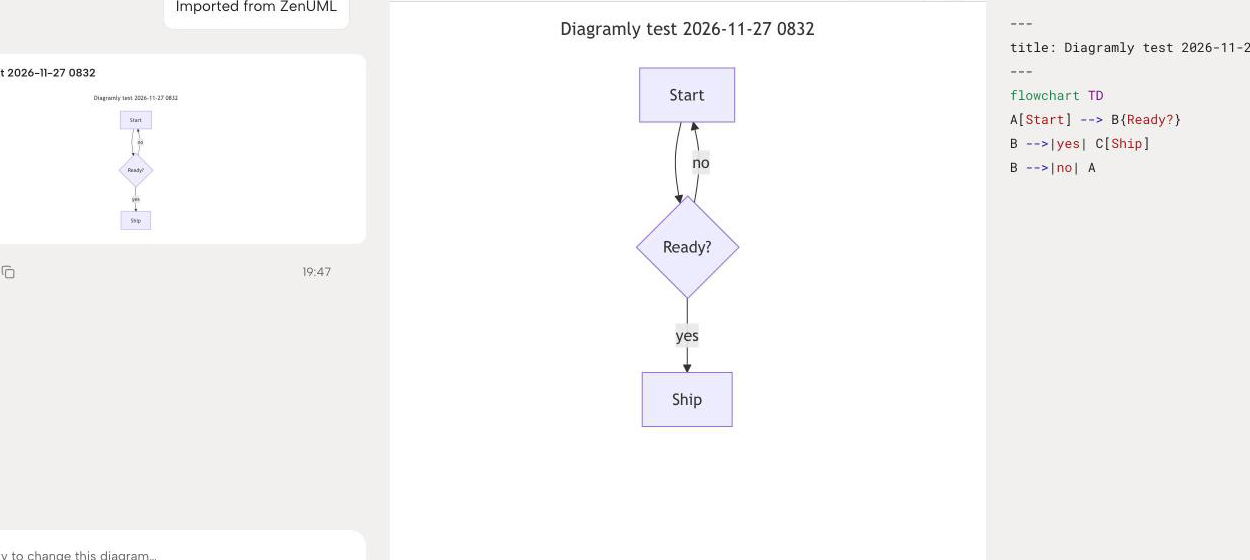 Imported from ZenUML
t 2026-11-27 0832
Diagramly test 2026-11-27 0832
Start
no
Ready?
yes
Ship
19:47
to change this diagram...
Diagramly test 2026-11-27 0832
Start
no
Ready?
yes
Ship
---
title: Diagramly test 2026-11-2
---
flowchart TD
A[Start] --> B{Ready?}
B -->|yes| C[Ship]
B -->|no| A